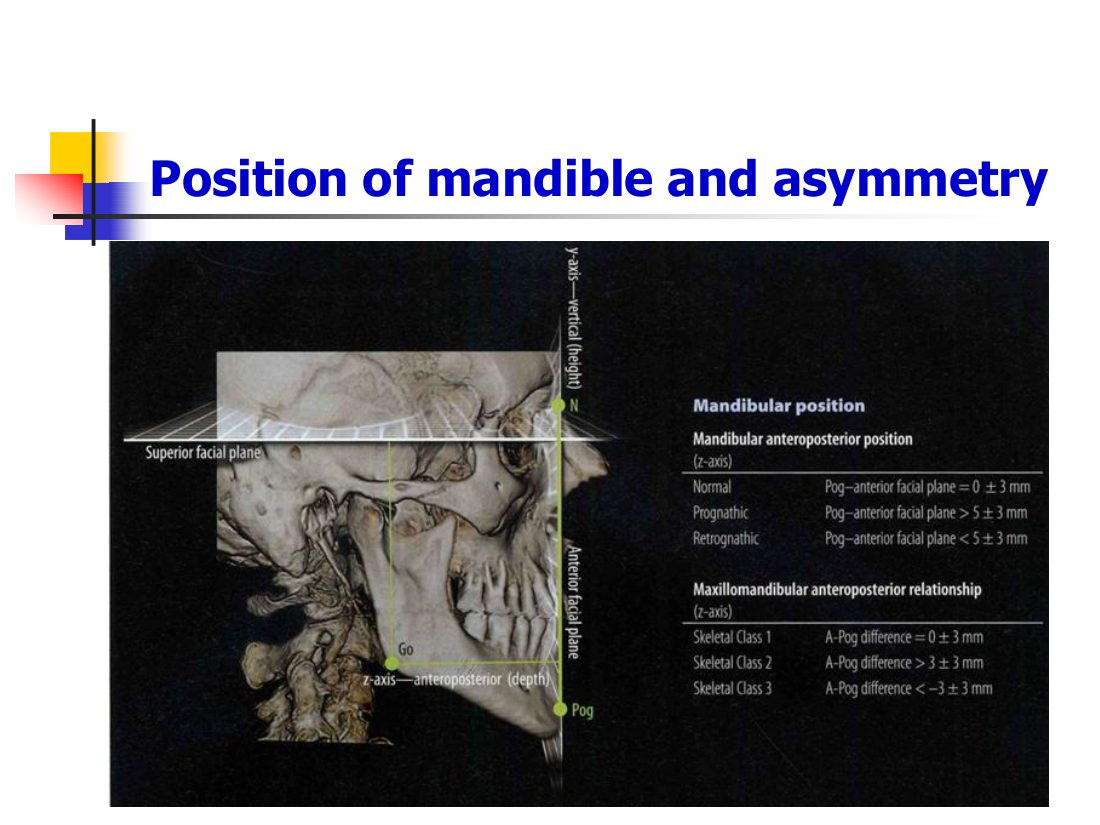 Position of mandible and asymmetry
y-axis—vertical (height)
N
Superior facial plane
Anterior facial plane
Go
z-axis—anteroposterior (depth)
Pog
Mandibular position
Mandibular anteroposterior position
(z-axis)
Normal Pog–anterior facial plane = 0 ± 3 mm
Prognathic Pog–anterior facial plane > 5 ± 3 mm
Retrognathic Pog–anterior facial plane < 5 ± 3 mm
Maxillomandibular anteroposterior relationship
(z-axis)
Skeletal Class 1 A-Pog difference = 0 ± 3 mm
Skeletal Class 2 A-Pog difference > 3 ± 3 mm
Skeletal Class 3 A-Pog difference < –3 ± 3 mm